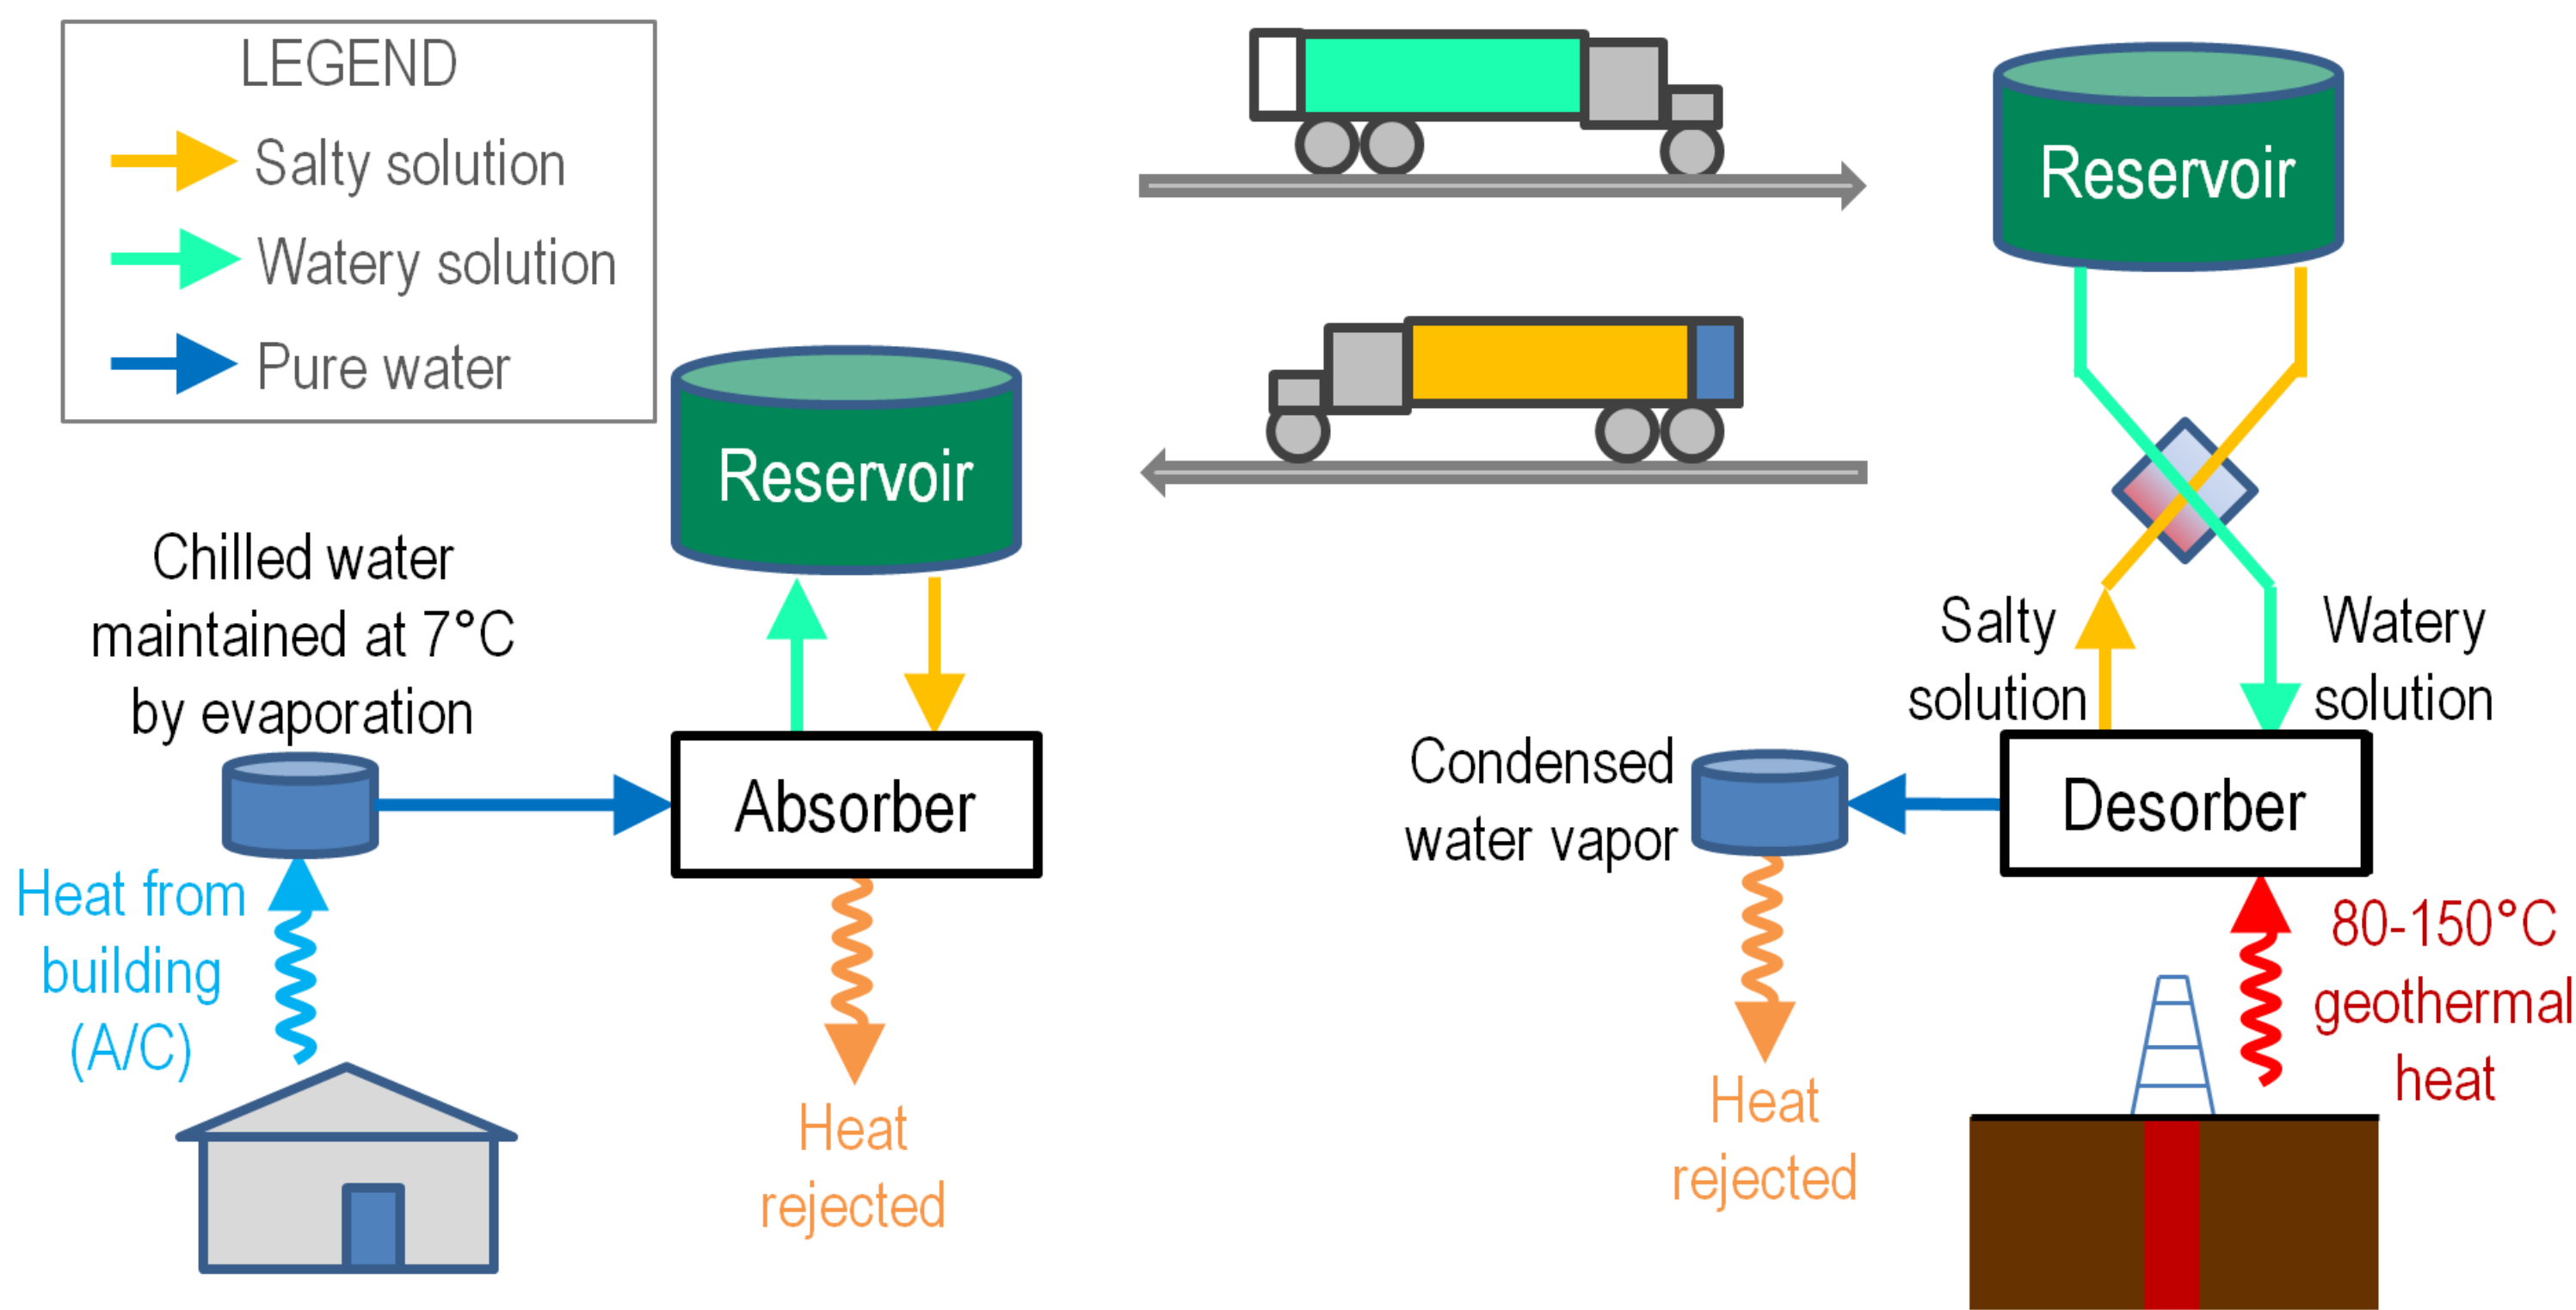 LEGEND
Salty solution
Watery solution
Pure water
Reservoir
Reservoir
Chilled water
maintained at 7°C
by evaporation
Absorber
Heat from
building
(A/C)
Heat
rejected
Salty
solution
Watery
solution
Condensed
water vapor
Desorber
Heat
rejected
80-150°C
geothermal
heat